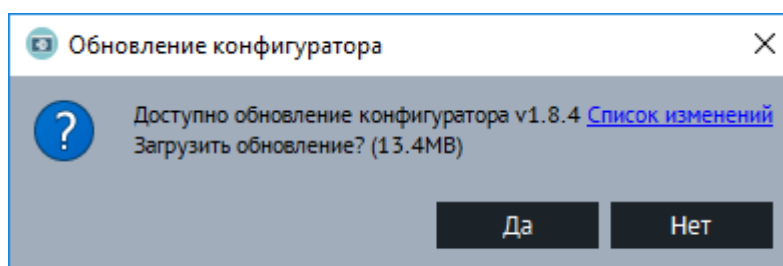 Обновление конфигуратора
Доступно обновление конфигуратора v1.8.4 Список изменений
Загрузить обновление? (13.4MB)
Да Нет